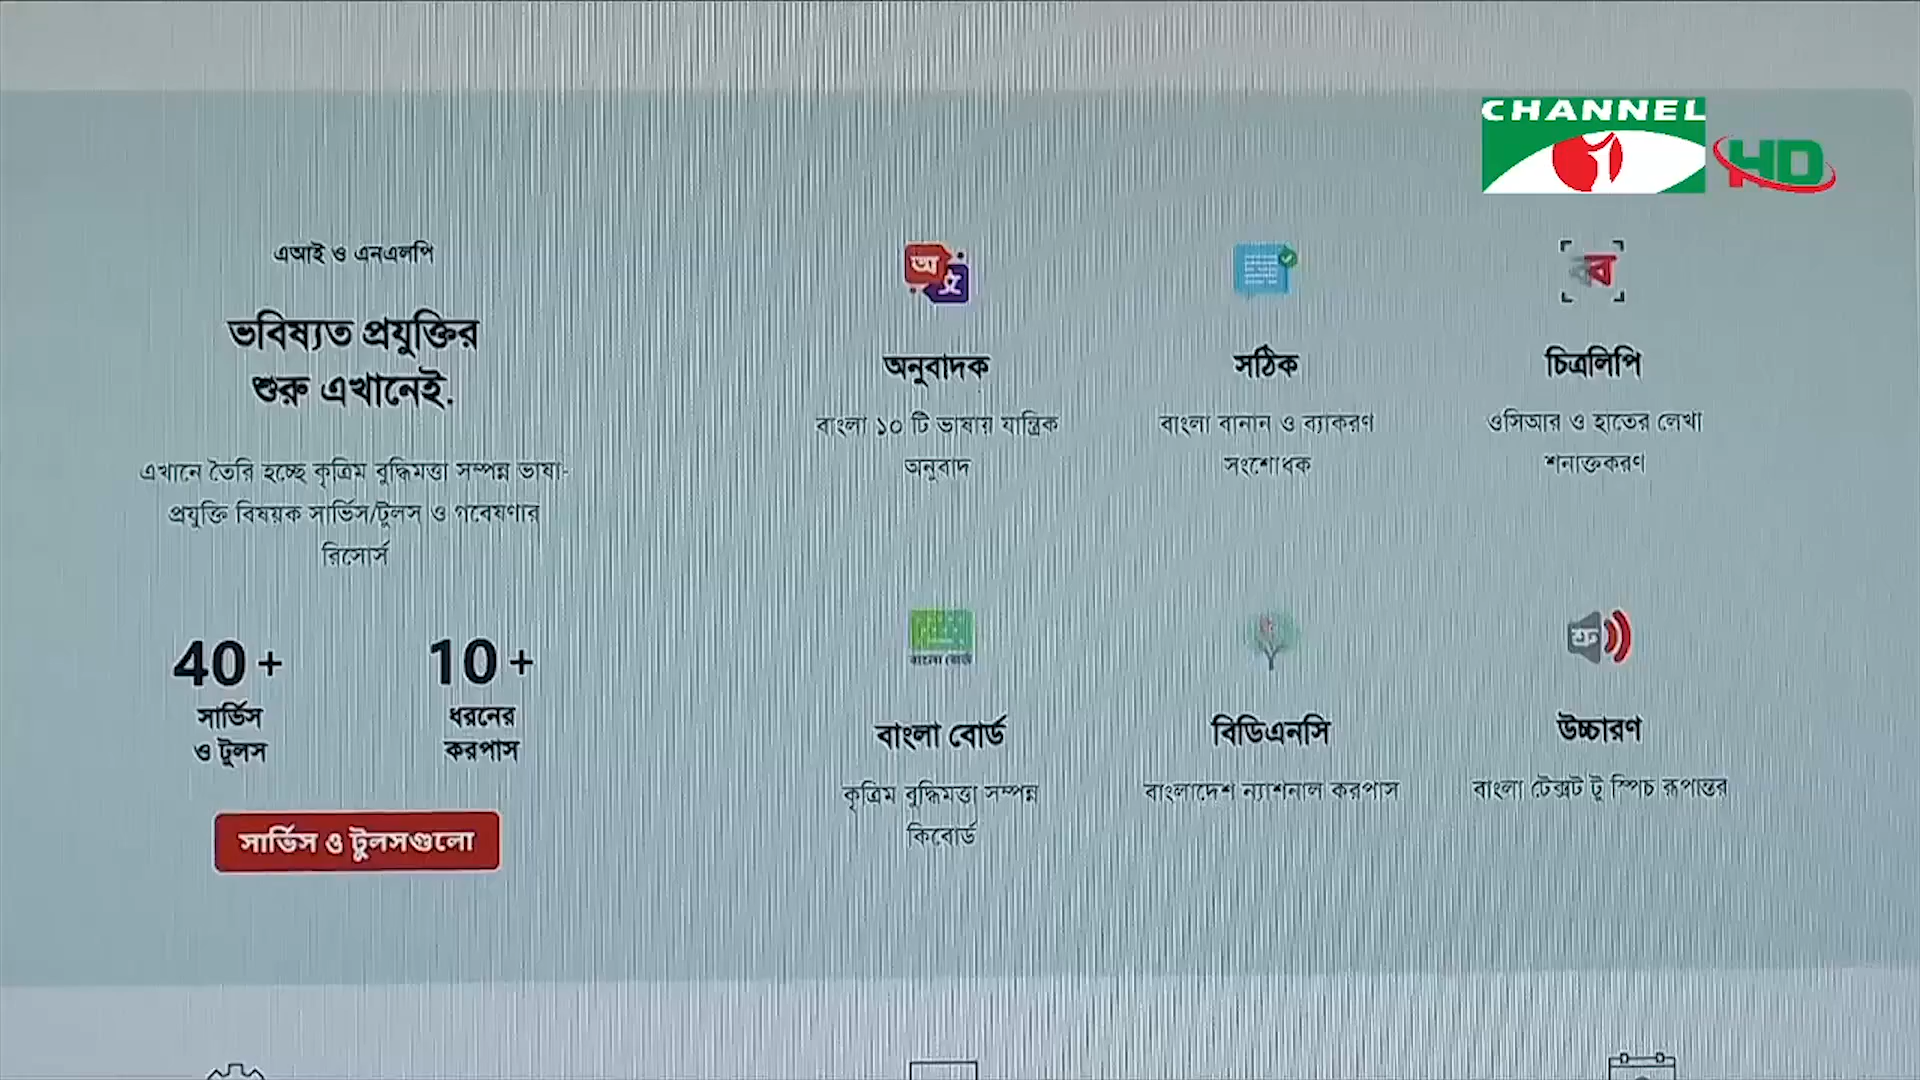 CHANNEL
HD
এআই ও এনএলপি
ভবিষ্যত প্রযুক্তির
শুরু এখানেই.
এখানে তৈরি হচ্ছে কৃত্রিম বুদ্ধিমত্তা সম্পন্ন ভাষা-
প্রযুক্তি বিষয়ক সার্ভিস/টুলস ও গবেষণার
রিসোর্স
40+
সার্ভিস
ও টুলস
10+
ধরনের
করপাস
সার্ভিস ও টুলসগুলো
অনুবাদক
বাংলা ১০ টি ভাষায় যান্ত্রিক
অনুবাদ
সঠিক
বাংলা বানান ও ব্যাকরণ
সংশোধক
চিত্রলিপি
ওসিআর ও হাতের লেখা
শনাক্তকরণ
বাংলা বোর্ড
কৃত্রিম বুদ্ধিমত্তা সম্পন্ন
কিবোর্ড
বিডিএনসি
বাংলাদেশ ন্যাশনাল করপাস
উচ্চারণ
বাংলা টেক্সট টু স্পিচ রূপান্তর